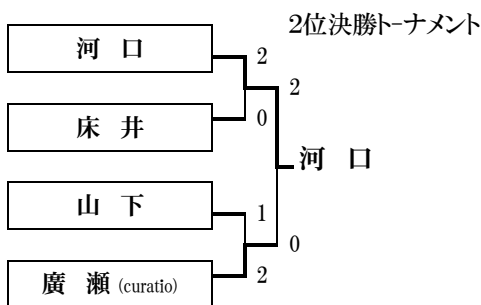 2位決勝トーナメント
河 口
2
2
0
床 井
河 口
山 下
1
0
2
廣 瀬 (curatio)